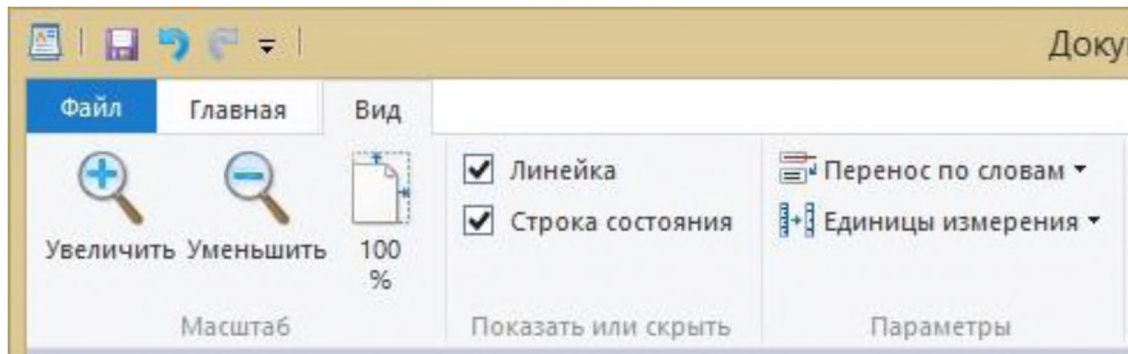 Доку
Файл Главная Вид
Линейка Перенос по словам
Строка состояния Единицы измерения
Увеличить Уменьшить 100
%
Масштаб Показать или скрыть Параметры